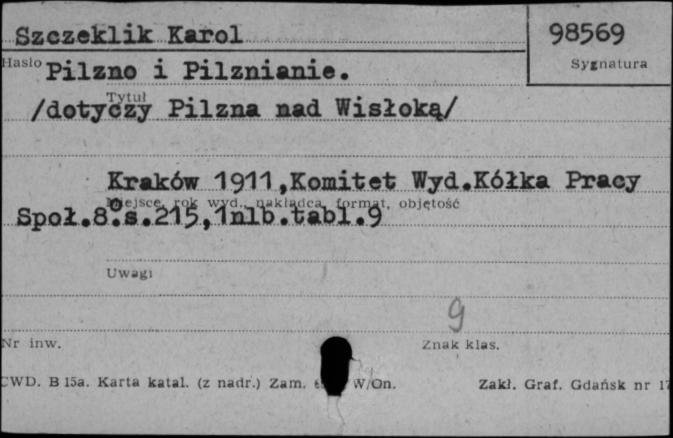 Szczeklik Karol
98569
Hasło
Sygnatura
Pilzno i Pilznianie.
Tytuł
/dotyczy Pilzna nad Wisłoką/
Kraków 1911,Komitet Wyd.Kółka Pracy
Miejsce, rok wyd., nakładca, format, objętość
Społ.8°s.215,1nlb.tabl.9
Uwagi
9
Nr inw.
Znak klas.
CWD. B 15a. Karta katal. (z nadr.) Zam. W/On.
Zakł. Graf. Gdańsk nr